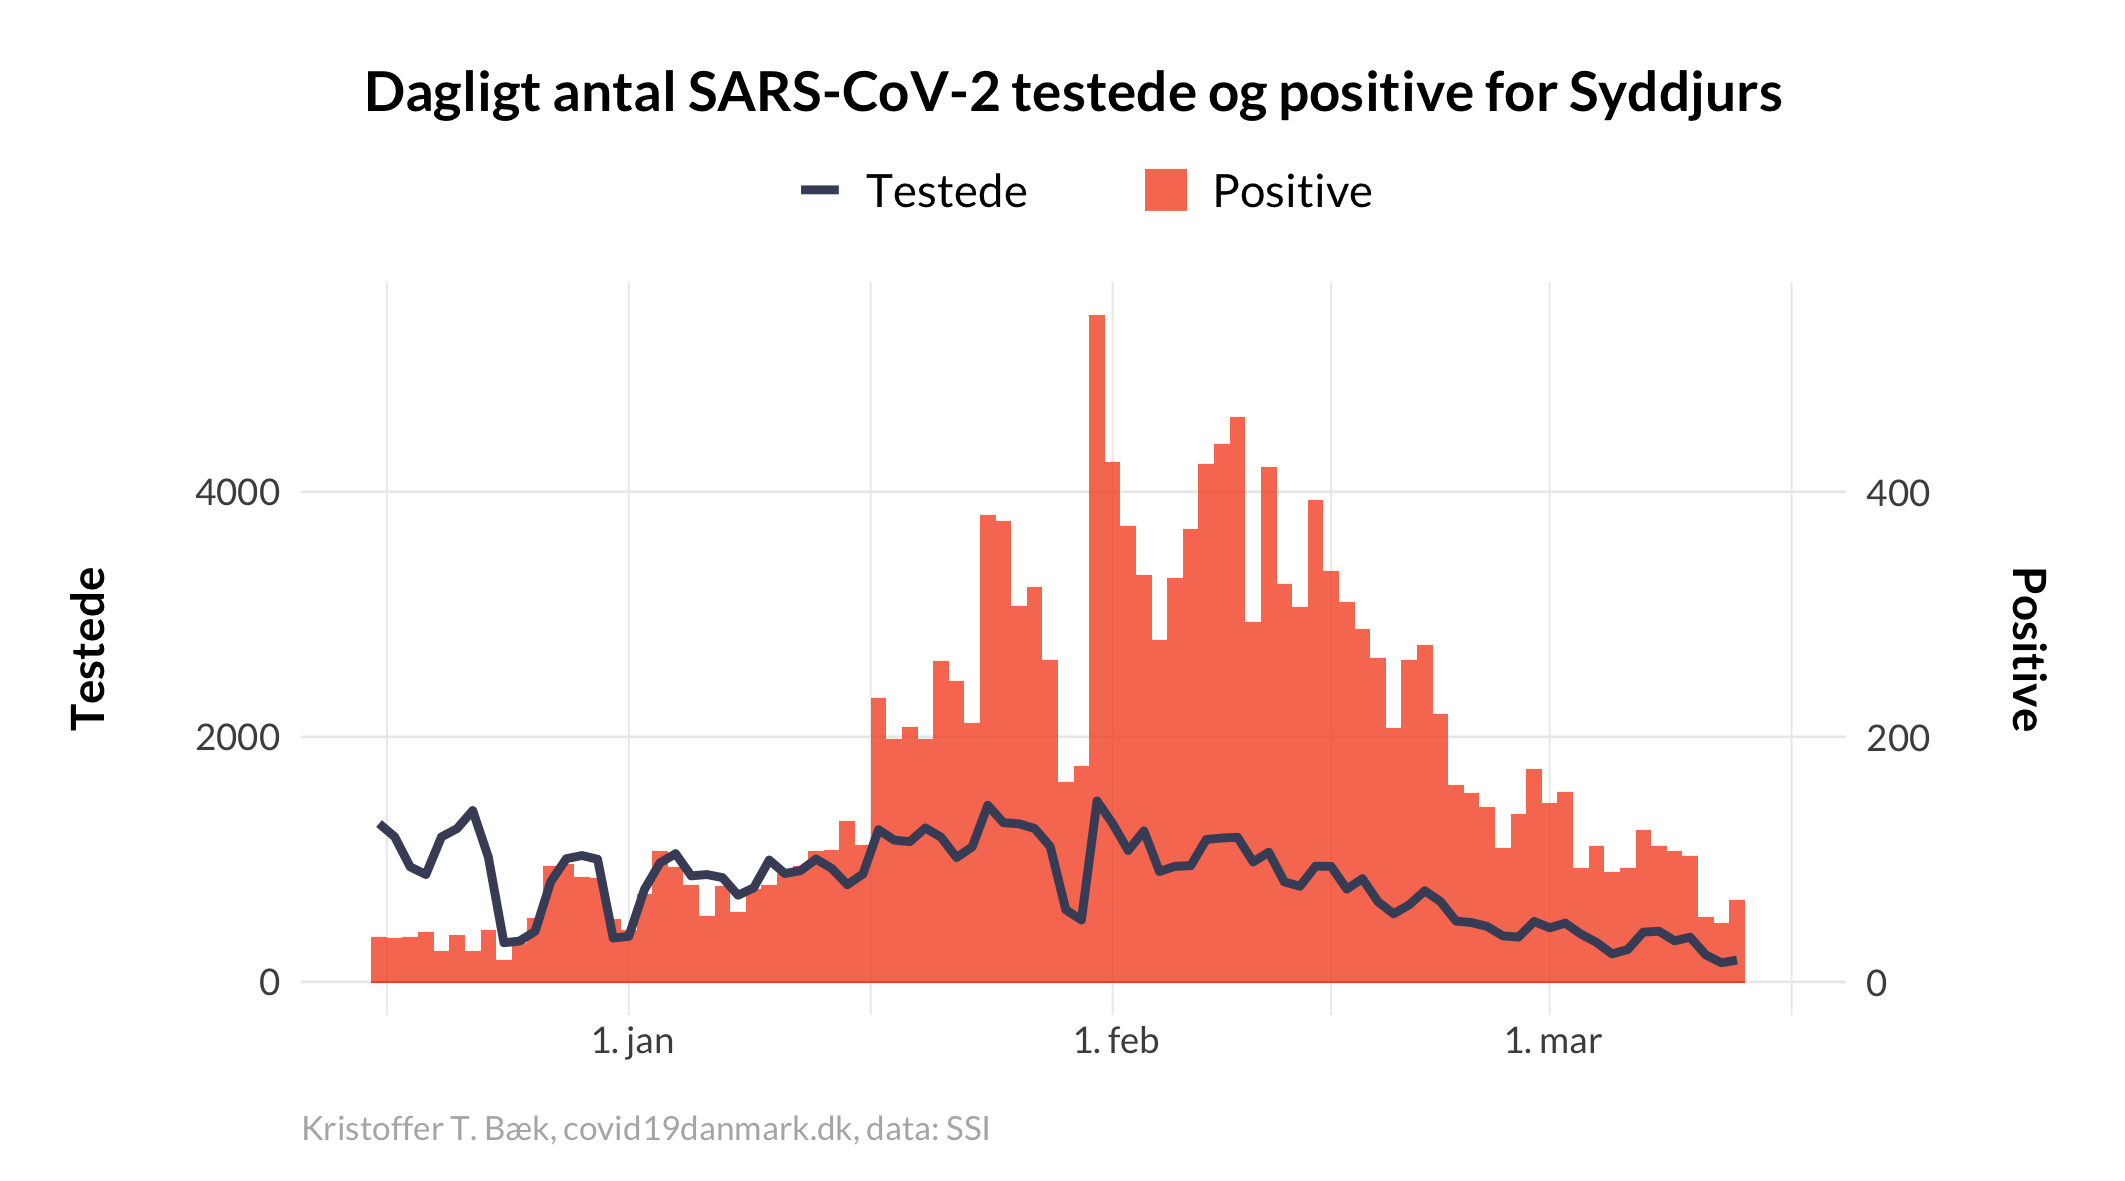 Dagligt antal SARS-CoV-2 testede og positive for Syddjurs
Testede
Positive
4000
2000
0
400
200
0
Testede
Positive
1. jan
1. feb
1. mar
Kristoffer T. Bæk, covid19danmark.dk, data: SSI